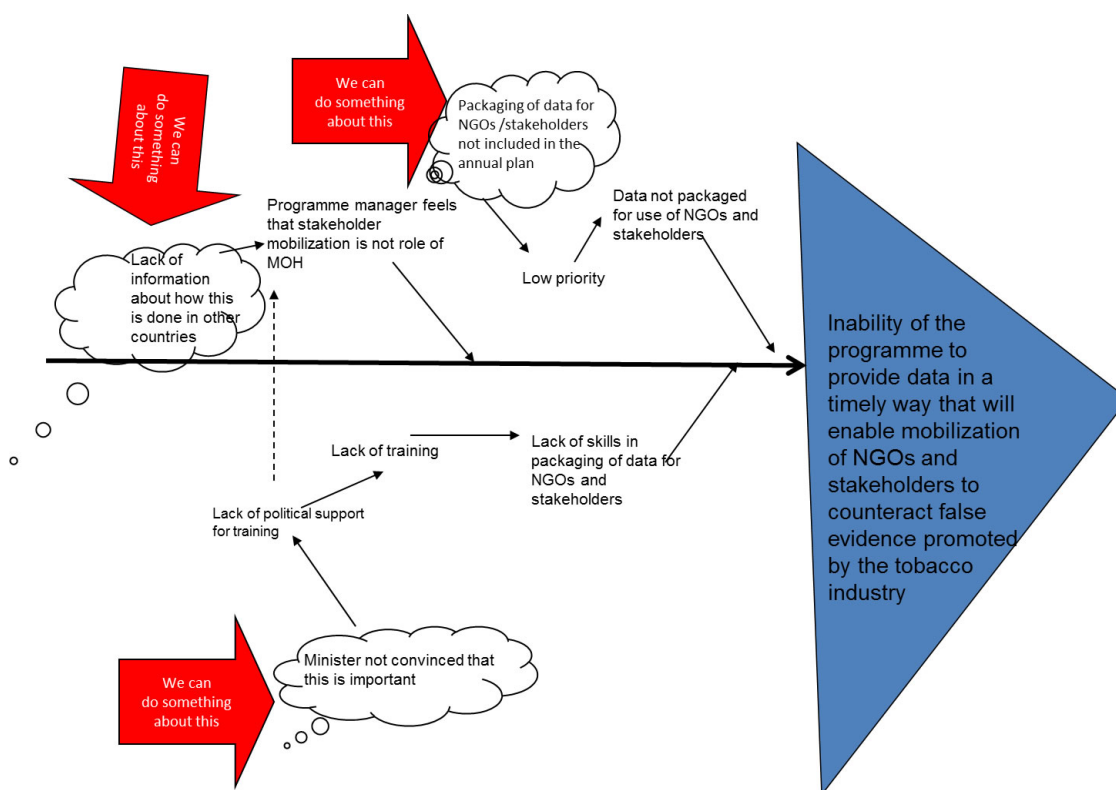 We can
do something
about this
We can
do something
about this
Packaging of data for
NGOs /stakeholders
not included in the
annual plan
Programme manager feels
that stakeholder
mobilization is not role of
MOH
Data not packaged
for use of NGOs and
stakeholders
Low priority
Lack of
information
about how this
is done in other
countries
Inability of the
programme to
provide data in a
timely way that will
enable mobilization
of NGOs and
stakeholders to
counteract false
evidence promoted
by the tobacco
industry
Lack of training
Lack of skills in
packaging of data for
NGOs and
stakeholders
Lack of political support
for training
Minister not convinced that
this is important
We can
do something
about this